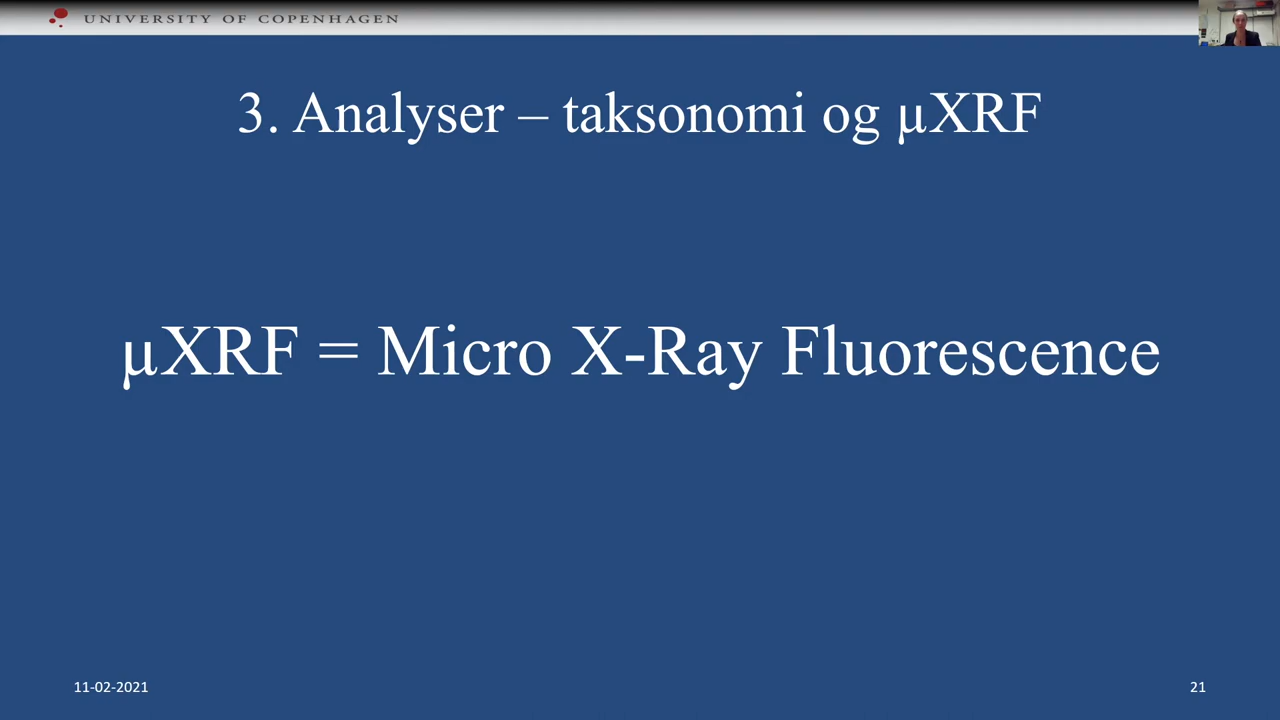 UNIVERSITY OF COPENHAGEN
3. Analyser – taksonomi og µXRF
µXRF = Micro X-Ray Fluorescence
11-02-2021
21